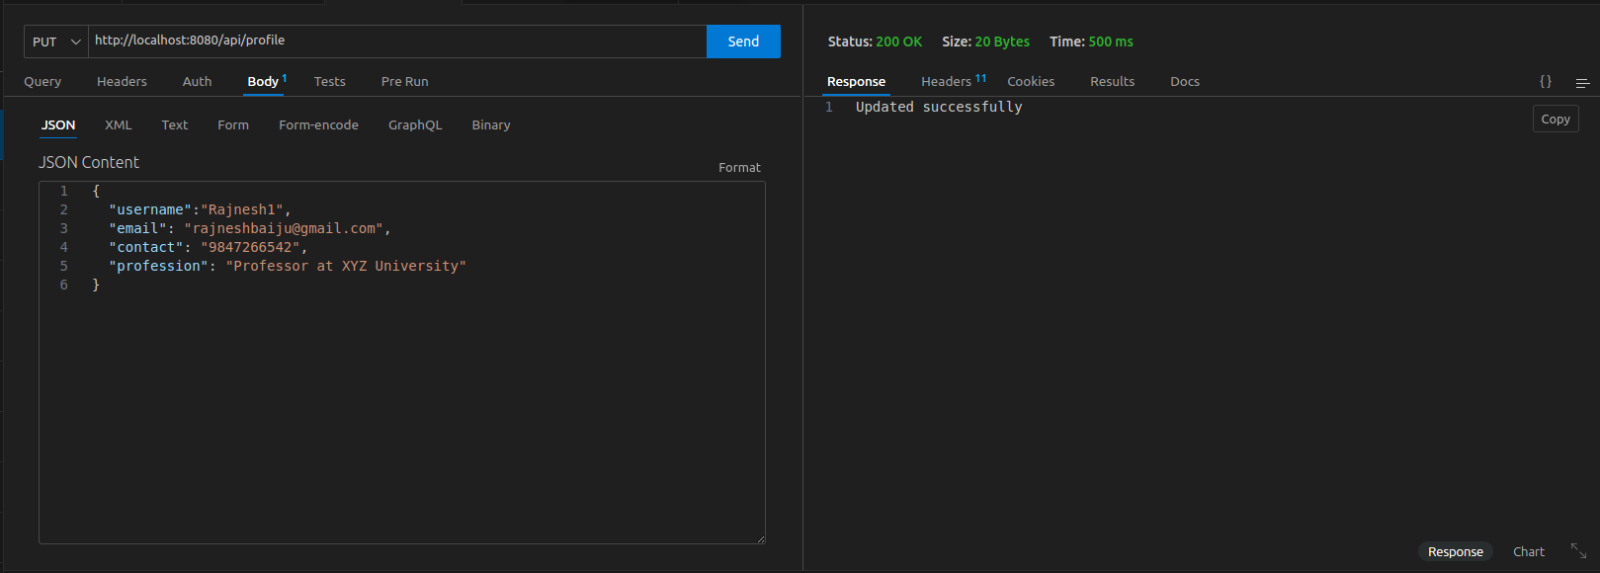 PUT http://localhost:8080/api/profile Send
Query Headers Auth Body 1 Tests Pre Run
JSON XML Text Form Form-encode GraphQL Binary
JSON Content
Format
1 {
2 "username":"Rajnesh1",
3 "email": "rajneshbaiju@gmail.com",
4 "contact": "9847266542",
5 "profession": "Professor at XYZ University"
6 }
Status: 200 OK Size: 20 Bytes Time: 500 ms
Response Headers 11 Cookies Results Docs {}
1 Updated successfully
Copy
Response Chart